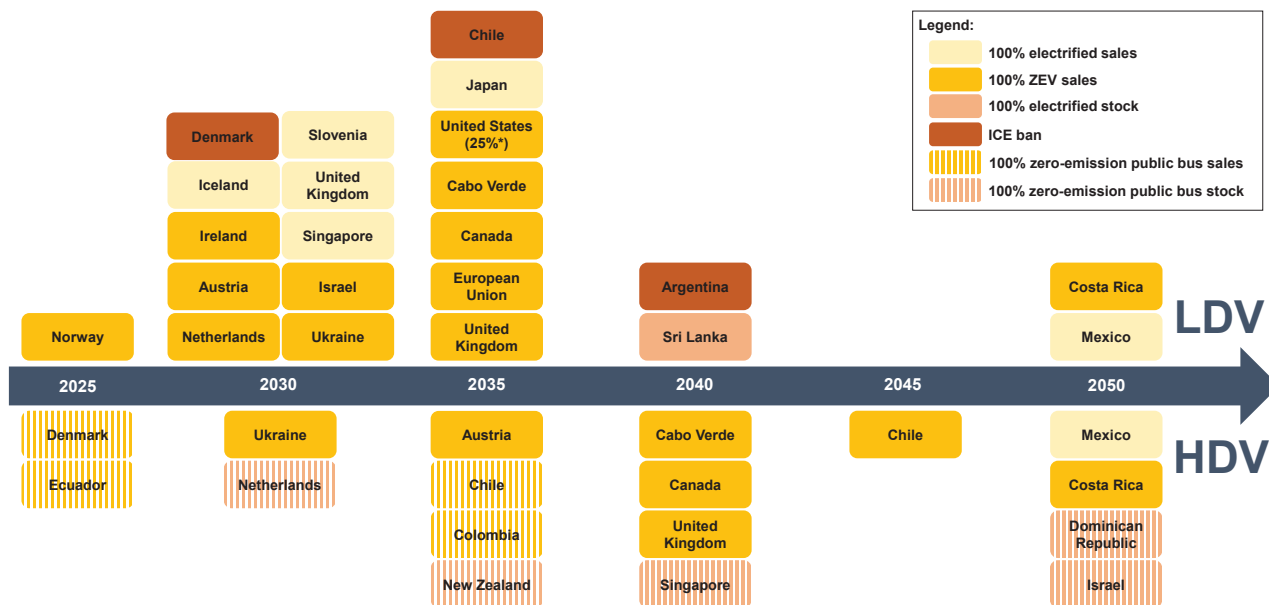 Legend:
100% electrified sales
100% ZEV sales
100% electrified stock
ICE ban
100% zero-emission public bus sales
100% zero-emission public bus stock
Norway
Denmark
Iceland
Ireland
Austria
Netherlands
Slovenia
United
Kingdom
Singapore
Israel
Ukraine
Chile
Japan
United States
(25%*)
Cabo Verde
Canada
European
Union
United
Kingdom
Argentina
Sri Lanka
Costa Rica
Mexico
LDV
2025
2030
2035
2040
2045
2050
Denmark
Ecuador
Ukraine
Netherlands
Austria
Chile
Colombia
New Zealand
Cabo Verde
Canada
United
Kingdom
Singapore
Chile
Mexico
Costa Rica
Dominican
Republic
Israel
HDV